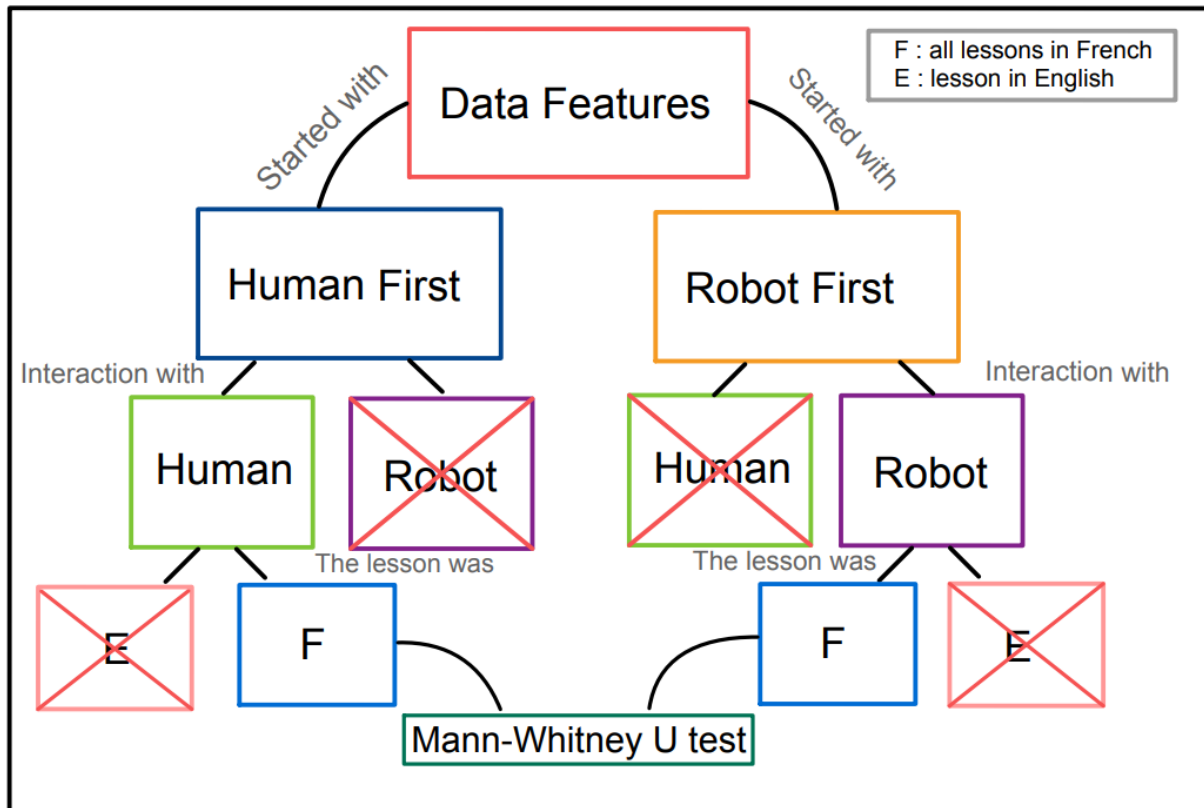 F : all lessons in French
E : lesson in English
Data Features
Started with
Started with
Human First
Robot First
Interaction with
Interaction with
Human
Robot
Human
Robot
The lesson was
The lesson was
E
F
F
E
Mann-Whitney U test